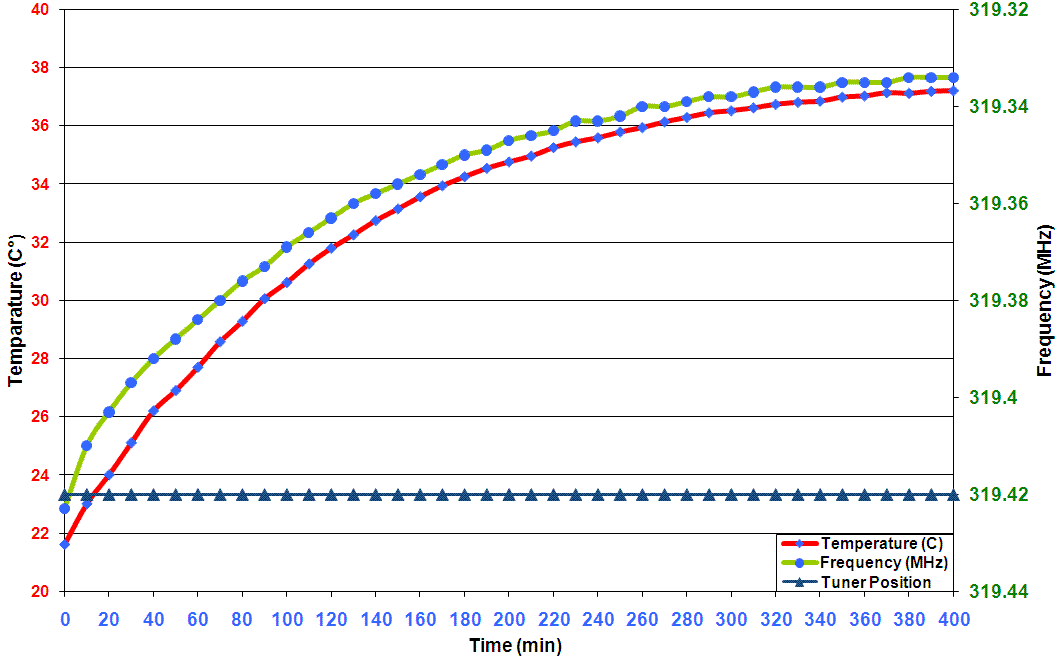 40
38
36
34
32
30
28
26
24
22
20
Temparature (C°)
319.32
319.34
319.36
319.38
319.4
319.42
319.44
Frequency (MHz)
Temperature (C)
Frequency (MHz)
Tuner Position
0 20 40 60 80 100 120 140 160 180 200 220 240 260 280 300 320 340 360 380 400
Time (min)